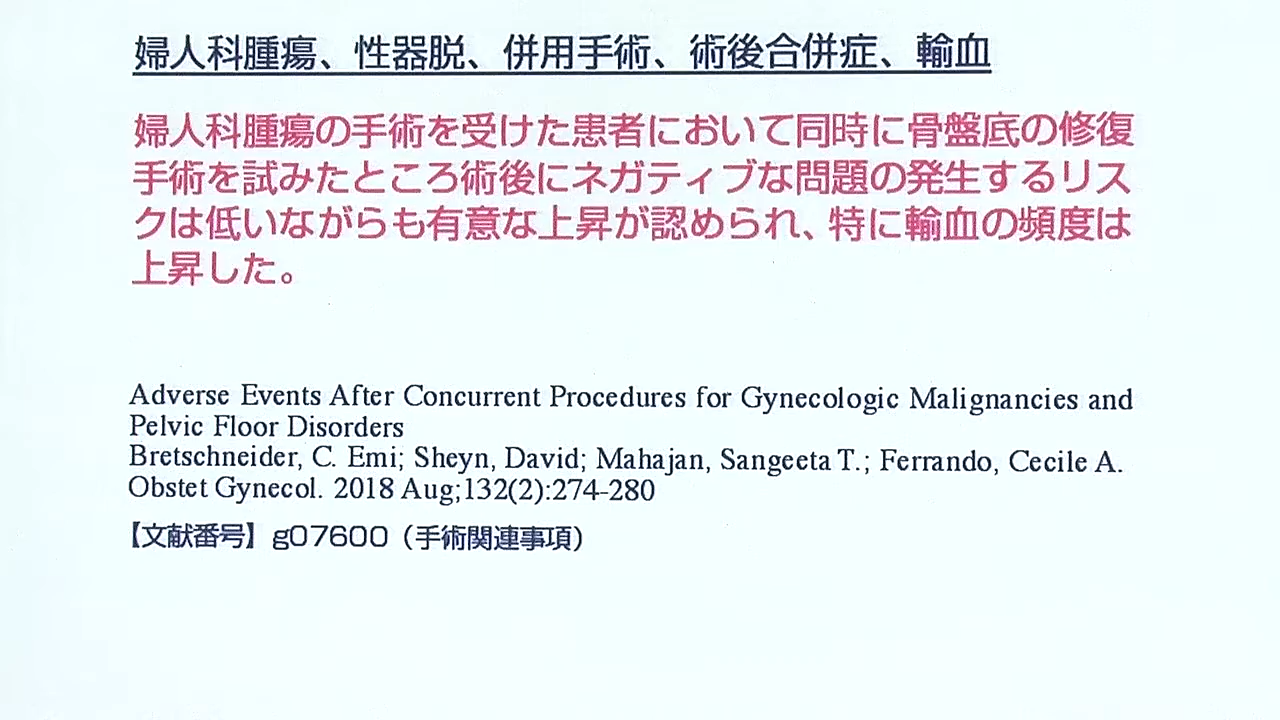 婦人科腫瘍、性器脱、併用手術、術後合併症、輸血
婦人科腫瘍の手術を受けた患者において同時に骨盤底の修復
手術を試みたところ術後にネガティブな問題の発生するリス
クは低いながらも有意な上昇が認められ、特に輸血の頻度は
上昇した。
Adverse Events After Concurrent Procedures for Gynecologic Malignancies and
Pelvic Floor Disorders
Bretschneider, C. Emi; Sheyn, David; Mahajan, Sangeeta T.; Ferrando, Cecile A.
Obstet Gynecol. 2018 Aug;132(2):274-280
【文献番号】g07600（手術関連事項）